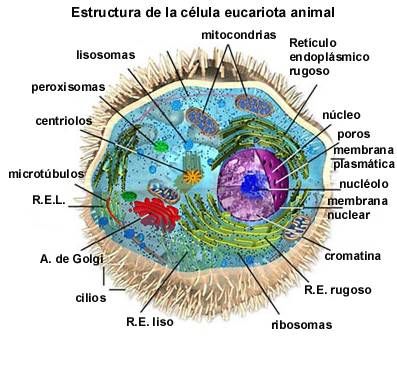 Estructura de la célula eucariota animal
mitocondrias
lisosomas
Retículo
endoplásmico
rugoso
peroxisomas
núcleo
centriolos
poros
membrana
plasmática
microtúbulos
nucléolo
R.E.L.
membrana
nuclear
A. de Golgi
cromatina
cilios
R.E. rugoso
R.E. liso
ribosomas